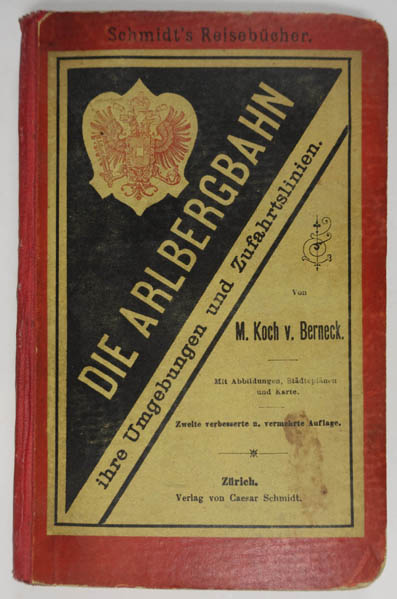 Schmidt's Reisebücher.
DIE ARLBERGBAHN
ihre Umgebungen und Zufahrtslinien.
Von
M. Koch v. Berneck.
Mit Abbildungen, Städteplänen
und Karte.
Zweite verbesserte u. vermehrte Auflage.
Zürich.
Verlag von Caesar Schmidt.